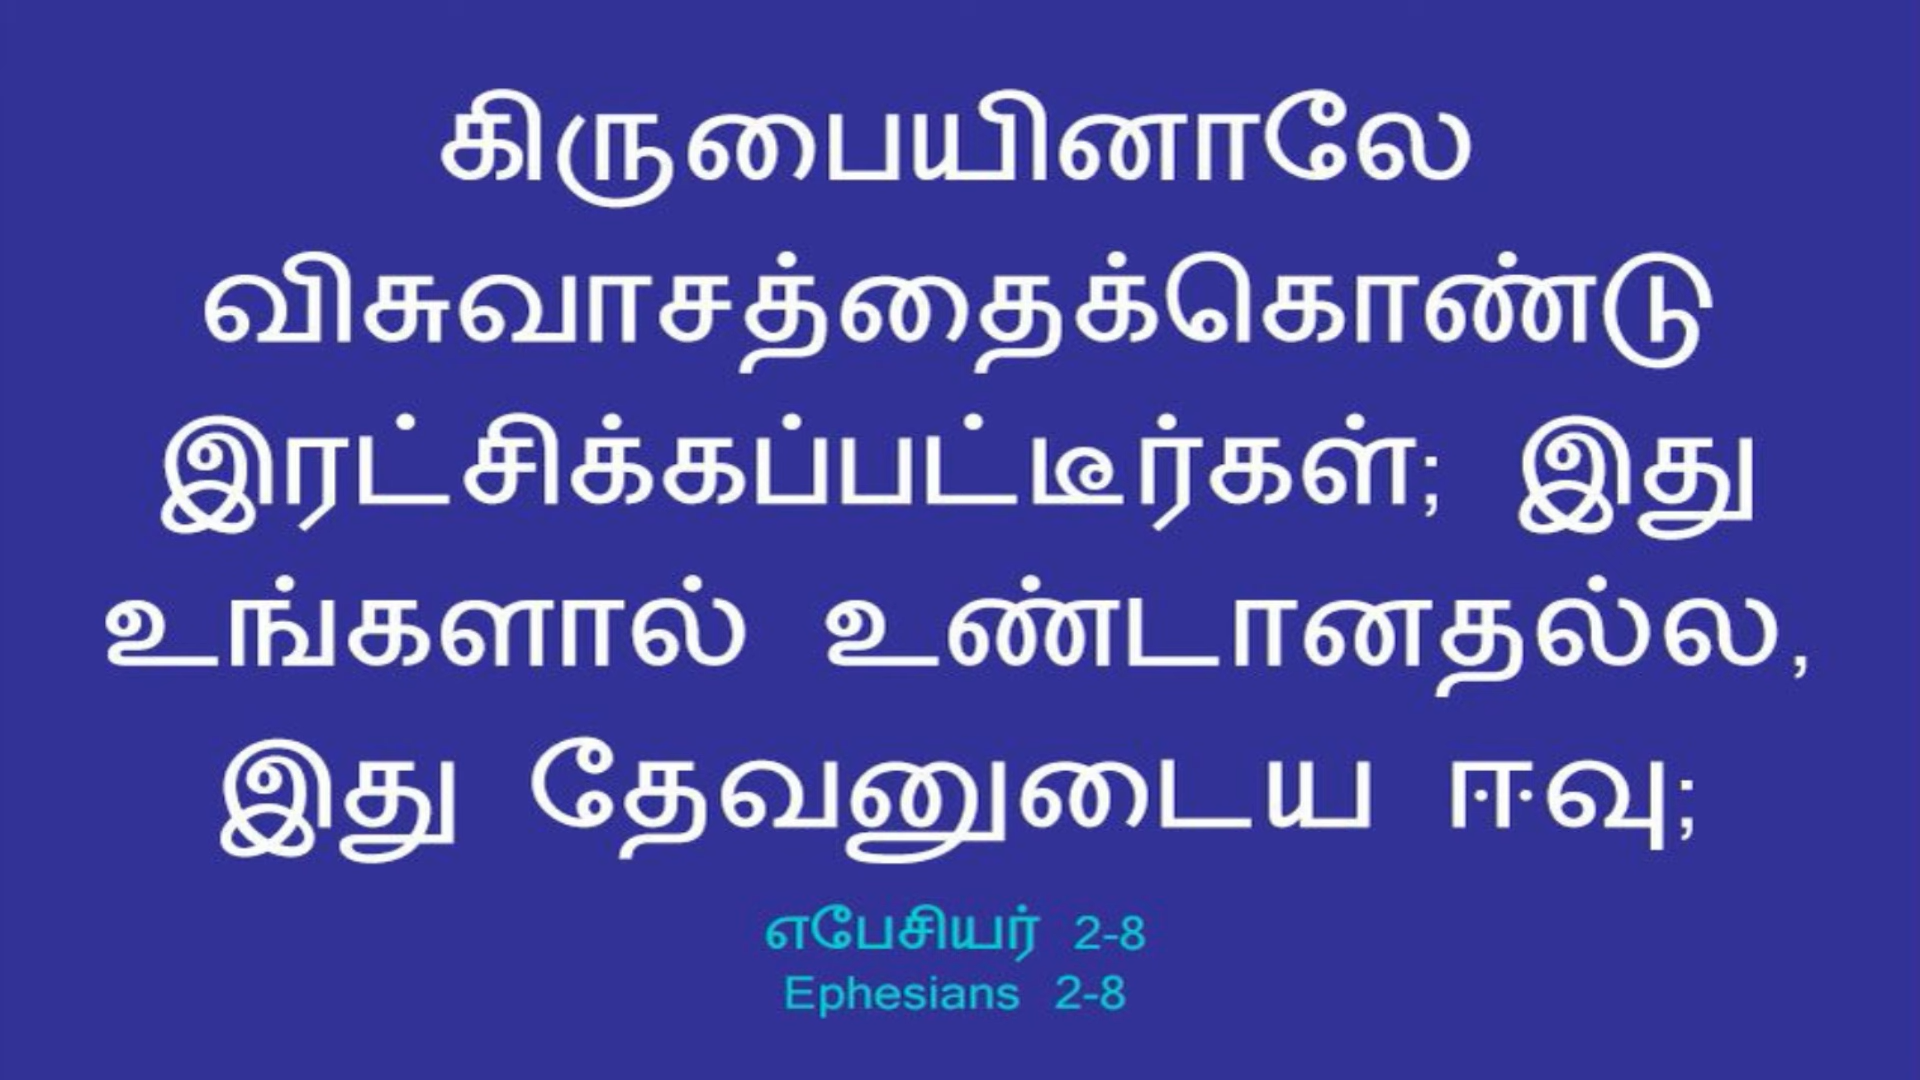 கிருபையினாலே
விசுவாசத்தைக்கொண்டு
இரட்சிக்கப்பட்டீர்கள்; இது
உங்களால் உண்டானதல்ல,
இது தேவனுடைய ஈவு;
எபேசியர் 2-8
Ephesians 2-8